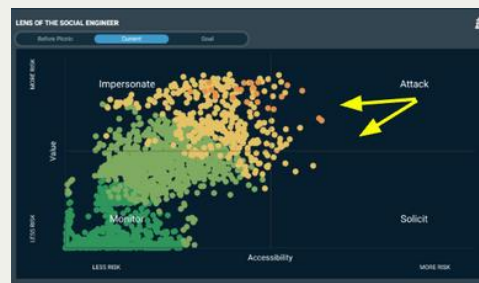 LENS OF THE SOCIAL ENGINEER
Before Picnic Current Goal
MORE RISK
Impersonate Attack
Value
Monitor Solicit
LESS RISK
Accessibility
LESS RISK MORE RISK